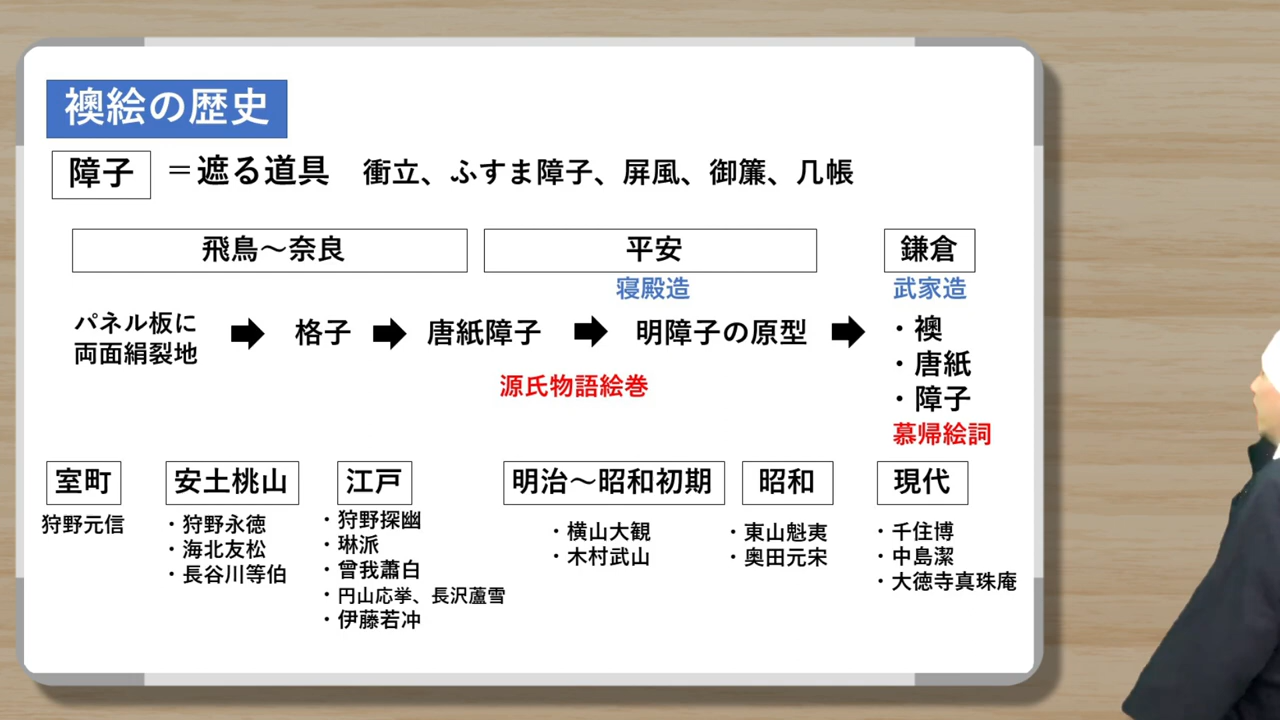 襖絵の歴史
障子 ＝遮る道具 衝立、ふすま障子、屏風、御簾、几帳
飛鳥～奈良 平安 鎌倉
寝殿造 武家造
パネル板に
両面絹裂地
➡ 格子 ➡ 唐紙障子 ➡ 明障子の原型 ➡
・襖
・唐紙
・障子
源氏物語絵巻
慕帰絵詞
室町
狩野元信
安土桃山
・狩野永徳
・海北友松
・長谷川等伯
江戸
・狩野探幽
・琳派
・曾我蕭白
・円山応挙、長沢蘆雪
・伊藤若冲
明治～昭和初期
・横山大観
・木村武山
昭和
・東山魁夷
・奥田元宋
現代
・千住博
・中島潔
・大徳寺真珠庵